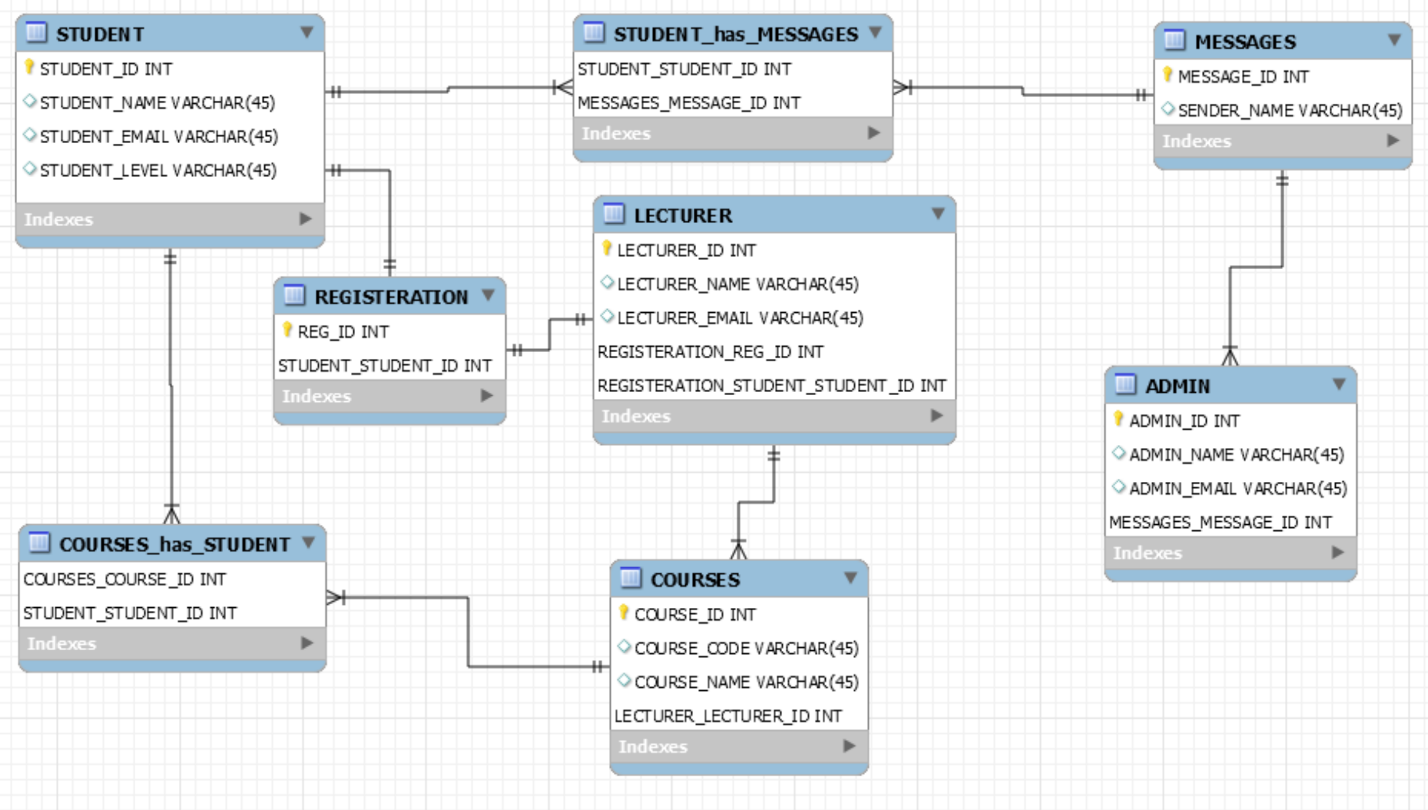 STUDENT
STUDENT_ID INT
STUDENT_NAME VARCHAR(45)
STUDENT_EMAIL VARCHAR(45)
STUDENT_LEVEL VARCHAR(45)
Indexes
STUDENT_has_MESSAGES
STUDENT_STUDENT_ID INT
MESSAGES_MESSAGE_ID INT
Indexes
MESSAGES
MESSAGE_ID INT
SENDER_NAME VARCHAR(45)
Indexes
LECTURER
LECTURER_ID INT
LECTURER_NAME VARCHAR(45)
LECTURER_EMAIL VARCHAR(45)
REGISTERATION_REG_ID INT
REGISTERATION_STUDENT_STUDENT_ID INT
Indexes
REGISTERATION
REG_ID INT
STUDENT_STUDENT_ID INT
Indexes
ADMIN
ADMIN_ID INT
ADMIN_NAME VARCHAR(45)
ADMIN_EMAIL VARCHAR(45)
MESSAGES_MESSAGE_ID INT
Indexes
COURSES_has_STUDENT
COURSES_COURSE_ID INT
STUDENT_STUDENT_ID INT
Indexes
COURSES
COURSE_ID INT
COURSE_CODE VARCHAR(45)
COURSE_NAME VARCHAR(45)
LECTURER_LECTURER_ID INT
Indexes